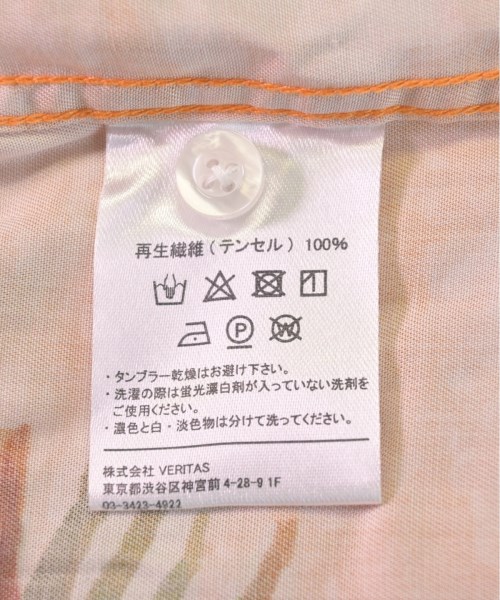 再生繊維(テンセル) 100%
P W
・タンブラー乾燥はお避け下さい。
・洗濯の際は蛍光漂白剤が入っていない洗剤を
ご使用ください。
・濃色と白・淡色物は分けて洗ってください。
株式会社 VERITAS
東京都渋谷区神宮前 4-28-9 1F
03-3423-4922